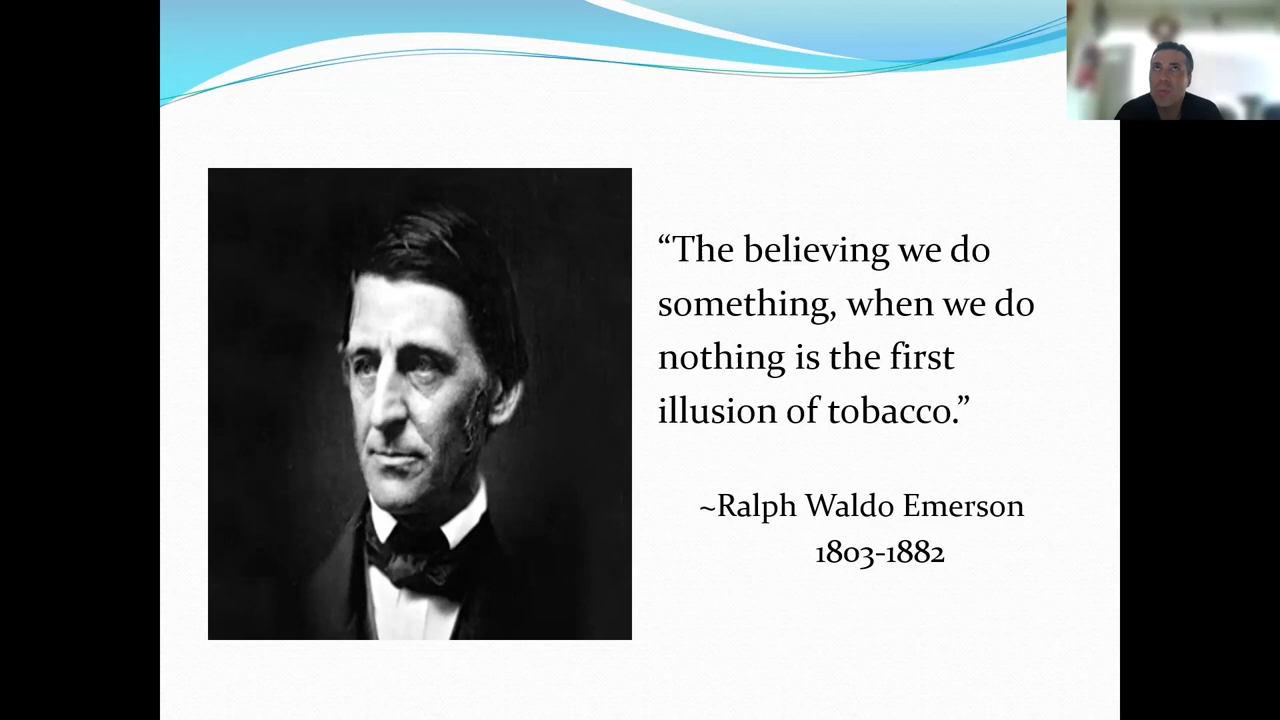 “The believing we do
something, when we do
nothing is the first
illusion of tobacco.”
~Ralph Waldo Emerson
1803-1882